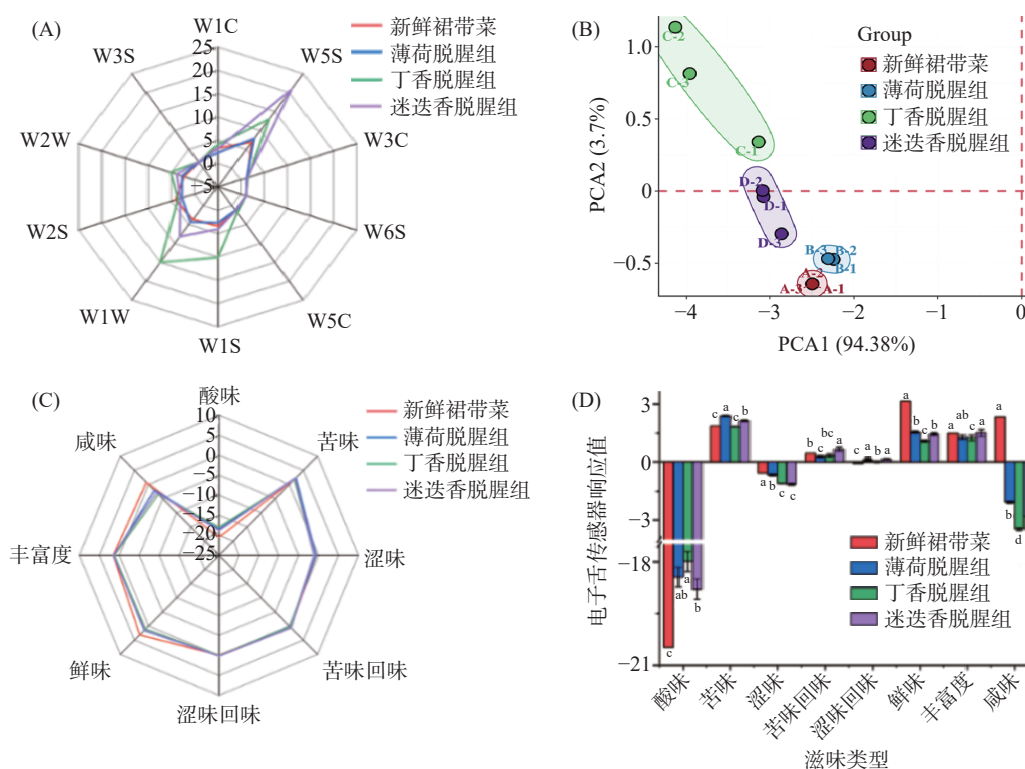 (A)
W1C
W5S
W3C
W6S
W5C
W1S
W1W
W2S
W2W
W3S
25
20
15
10
5
0
−5
新鲜裙带菜
薄荷脱腥组
丁香脱腥组
迷迭香脱腥组
(B)
PCA2 (3.7%)
1.0
0.5
0
−0.5
−4
−3
−2
−1
0
PCA1 (94.38%)
Group
新鲜裙带菜
薄荷脱腥组
丁香脱腥组
迷迭香脱腥组
C-2
C-3
C-1
D-2
D-1
D-3
B-3
B-2
B-1
A-2
A-3
A-1
(C)
酸味
苦味
涩味
苦味回味
涩味回味
鲜味
丰富度
咸味
10
5
0
−5
−10
−15
−20
−25
新鲜裙带菜
薄荷脱腥组
丁香脱腥组
迷迭香脱腥组
(D)
电子舌传感器响应值
3
0
−3
−18
−21
c ab a b
c a c b
a b c c
b c bc a
c a b a
a b c b
a ab a a
a b d
新鲜裙带菜
薄荷脱腥组
丁香脱腥组
迷迭香脱腥组
酸味
苦味
涩味
苦味回味
涩味回味
鲜味
丰富度
咸味
滋味类型